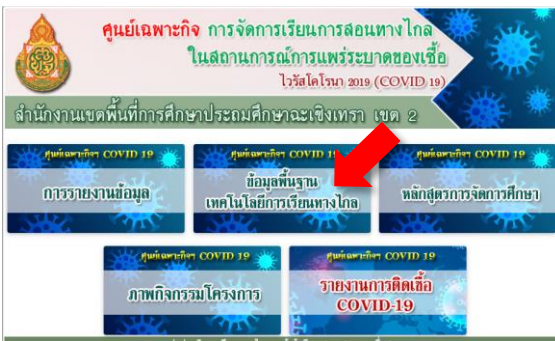 ศูนย์เฉพาะกิจ การจัดการเรียนการสอนทางไกล
ในสถานการณ์การแพร่ระบาดของเชื้อ
ไวรัสโคโรนา 2019 (COVID 19)
สำนักงานเขตพื้นที่การศึกษาประถมศึกษาฉะเชิงเทรา เขต 2
ศูนย์เฉพาะกิจฯ COVID 19
การรายงานข้อมูล
ศูนย์เฉพาะกิจฯ COVID 19
ข้อมูลพื้นฐาน
เทคโนโลยีการเรียนทางไกล
ศูนย์เฉพาะกิจฯ COVID 19
หลักสูตรการจัดการศึกษา
ศูนย์เฉพาะกิจฯ COVID 19
ภาพกิจกรรมโครงการ
ศูนย์เฉพาะกิจฯ COVID 19
รายงานการติดเชื้อ
COVID-19